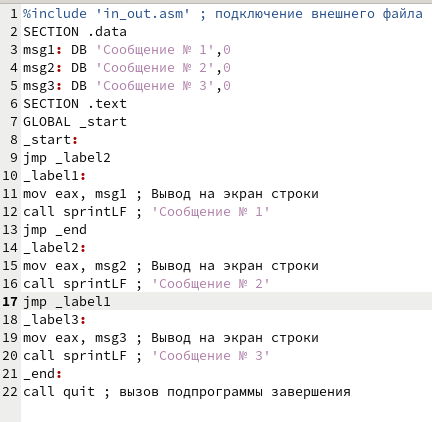 1 %include 'in_out.asm' ; подключение внешнего файла
2 SECTION .data
3 msg1: DB 'Сообщение № 1',0
4 msg2: DB 'Сообщение № 2',0
5 msg3: DB 'Сообщение № 3',0
6 SECTION .text
7 GLOBAL _start
8 _start:
9 jmp _label2
10 _label1:
11 mov eax, msg1 ; Вывод на экран строки
12 call sprintLF ; 'Сообщение № 1'
13 jmp _end
14 _label2:
15 mov eax, msg2 ; Вывод на экран строки
16 call sprintLF ; 'Сообщение № 2'
17 jmp _label1
18 _label3:
19 mov eax, msg3 ; Вывод на экран строки
20 call sprintLF ; 'Сообщение № 3'
21 _end:
22 call quit ; вызов подпрограммы завершения